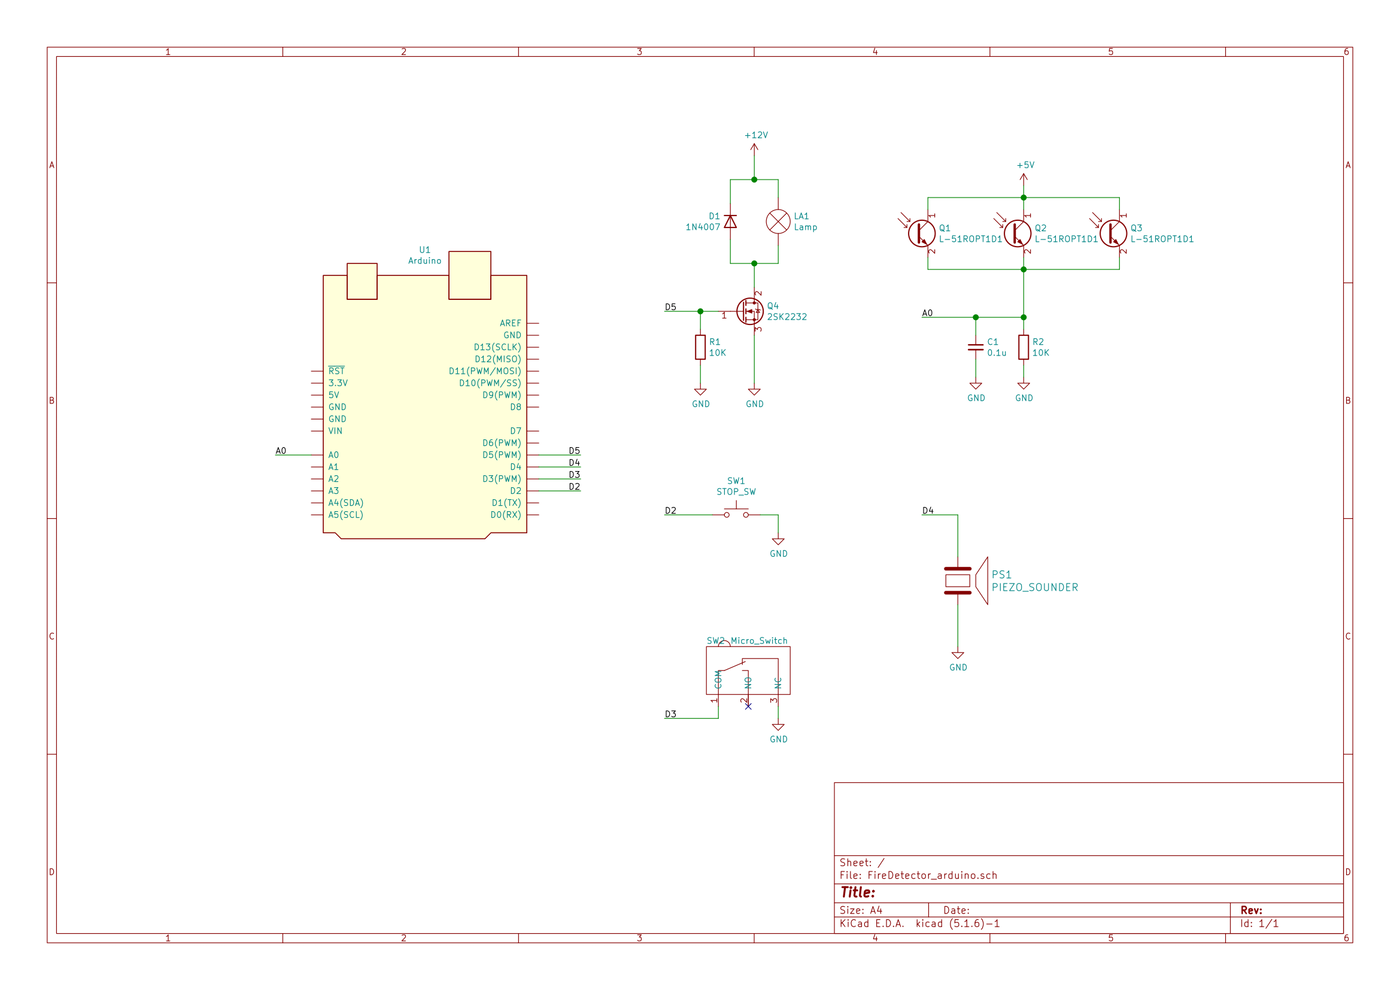 1 2 3 4 5 6
A A
B B
C C
D D
1 2 3 4 5 6
U1
Arduino
AREF
GND
D13(SCLK)
D12(MISO)
RST
D11(PWM/MOSI)
3.3V
D10(PWM/SS)
5V
D9(PWM)
GND
D8
GND
VIN
D7
D6(PWM)
A0
A0
D5(PWM)
D5
A1
D4
D4
A2
D3(PWM)
D3
A3
D2
D2
A4(SDA)
D1(TX)
A5(SCL)
D0(RX)
+12V
D1
1N4007
LA1
Lamp
D5
1
2
3
Q4
2SK2232
R1
10K
GND
GND
+5V
1
2
Q1
L-51ROPT1D1
1
2
Q2
L-51ROPT1D1
1
2
Q3
L-51ROPT1D1
A0
C1
0.1u
R2
10K
GND
GND
SW1
STOP_SW
D2
GND
D4
PS1
PIEZO_SOUNDER
GND
SW2 Micro_Switch
COM
NO
NC
1
2
3
D3
GND
Sheet: /
File: FireDetector_arduino.sch
Title:
Size: A4 Date: Rev:
KiCad E.D.A. kicad (5.1.6)-1 Id: 1/1